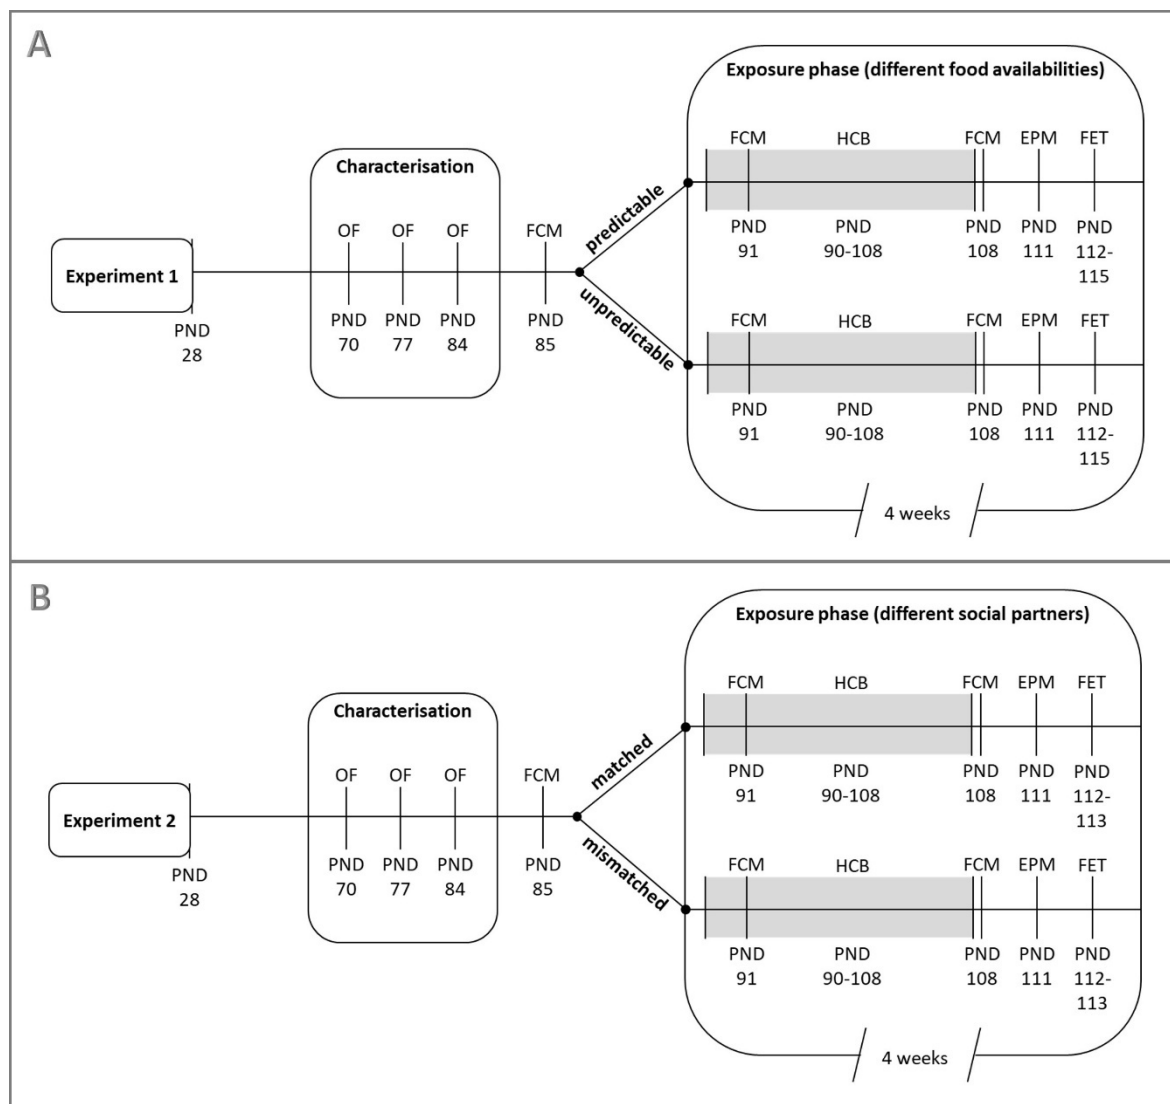 A
Exposure phase (different food availabilities)
Characterisation
FCM HCB FCM EPM FET
PND PND PND PND PND
91 90-108 108 111 112-
115
OF OF OF FCM
predictable
Experiment 1
unpredictable
PND PND PND PND PND
28 70 77 84 85
FCM HCB FCM EPM FET
PND PND PND PND PND
91 90-108 108 111 112-
115
4 weeks
B
Exposure phase (different social partners)
Characterisation
FCM HCB FCM EPM FET
PND PND PND PND PND
91 90-108 108 111 112-
113
OF OF OF FCM
matched
Experiment 2
mismatched
PND PND PND PND PND
28 70 77 84 85
FCM HCB FCM EPM FET
PND PND PND PND PND
91 90-108 108 111 112-
113
4 weeks